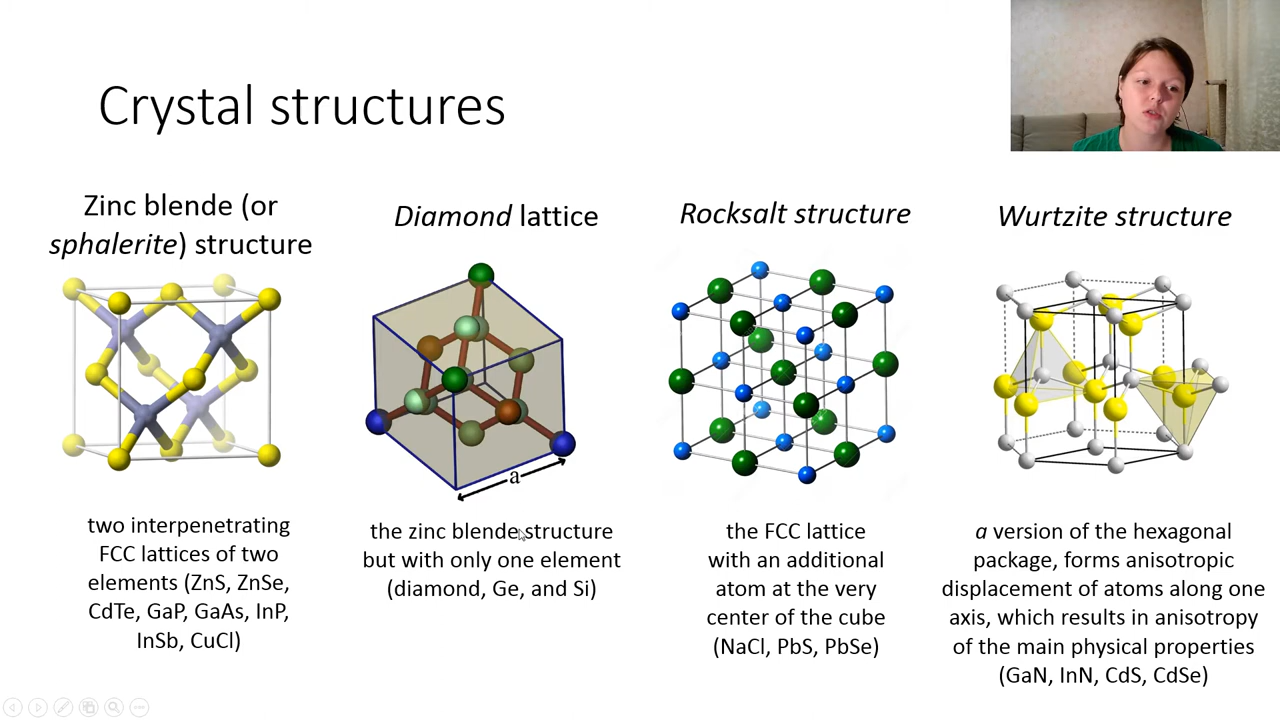 Crystal structures
Zinc blende (or
sphalerite) structure
two interpenetrating
FCC lattices of two
elements (ZnS, ZnSe,
CdTe, GaP, GaAs, InP,
InSb, CuCl)
Diamond lattice
a
the zinc blende structure
but with only one element
(diamond, Ge, and Si)
Rocksalt structure
the FCC lattice
with an additional
atom at the very
center of the cube
(NaCl, PbS, PbSe)
Wurtzite structure
a version of the hexagonal
package, forms anisotropic
displacement of atoms along one
axis, which results in anisotropy
of the main physical properties
(GaN, InN, CdS, CdSe)